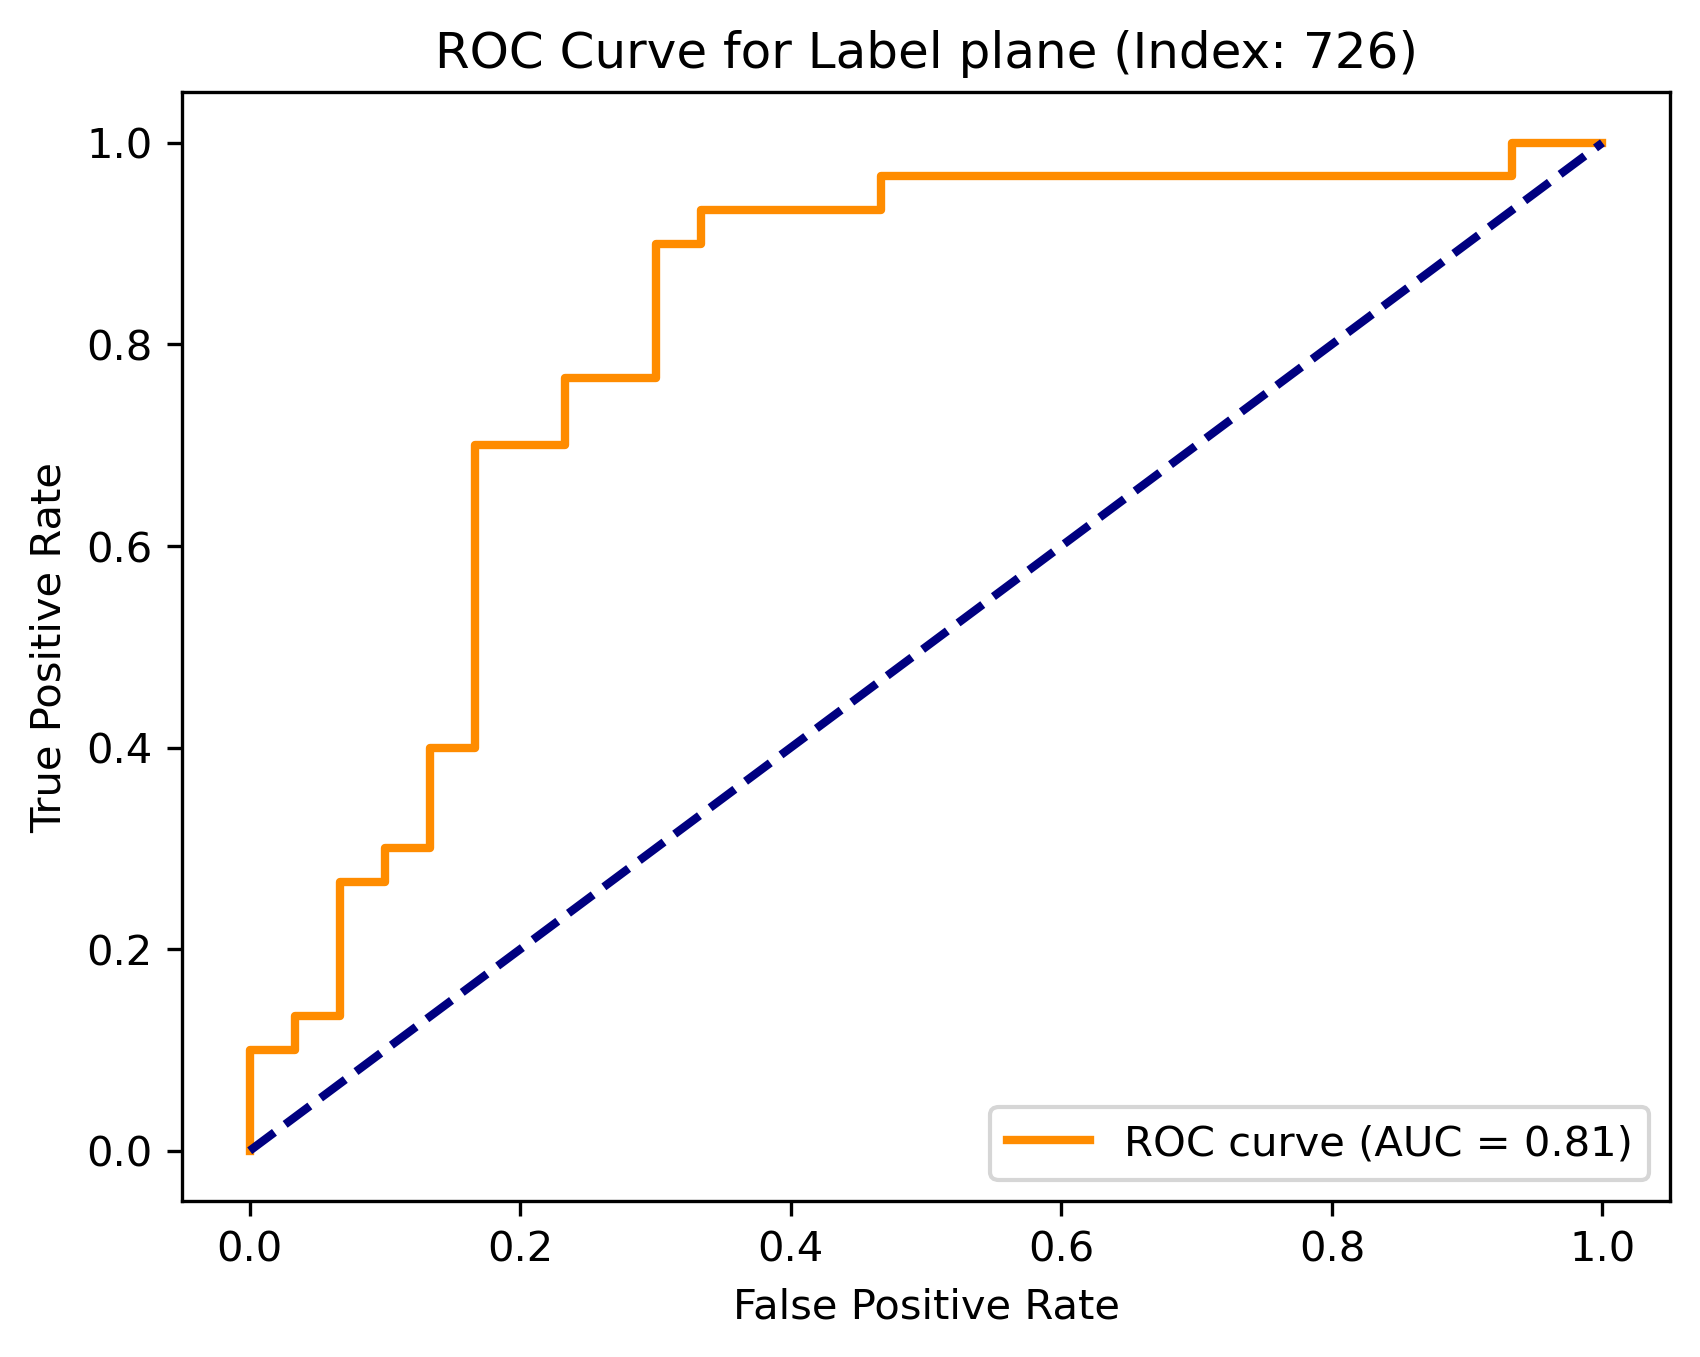 ROC Curve for Label plane (Index: 726)
True Positive Rate
1.0
0.8
0.6
0.4
0.2
0.0
ROC curve (AUC = 0.81)
0.0 0.2 0.4 0.6 0.8 1.0
False Positive Rate